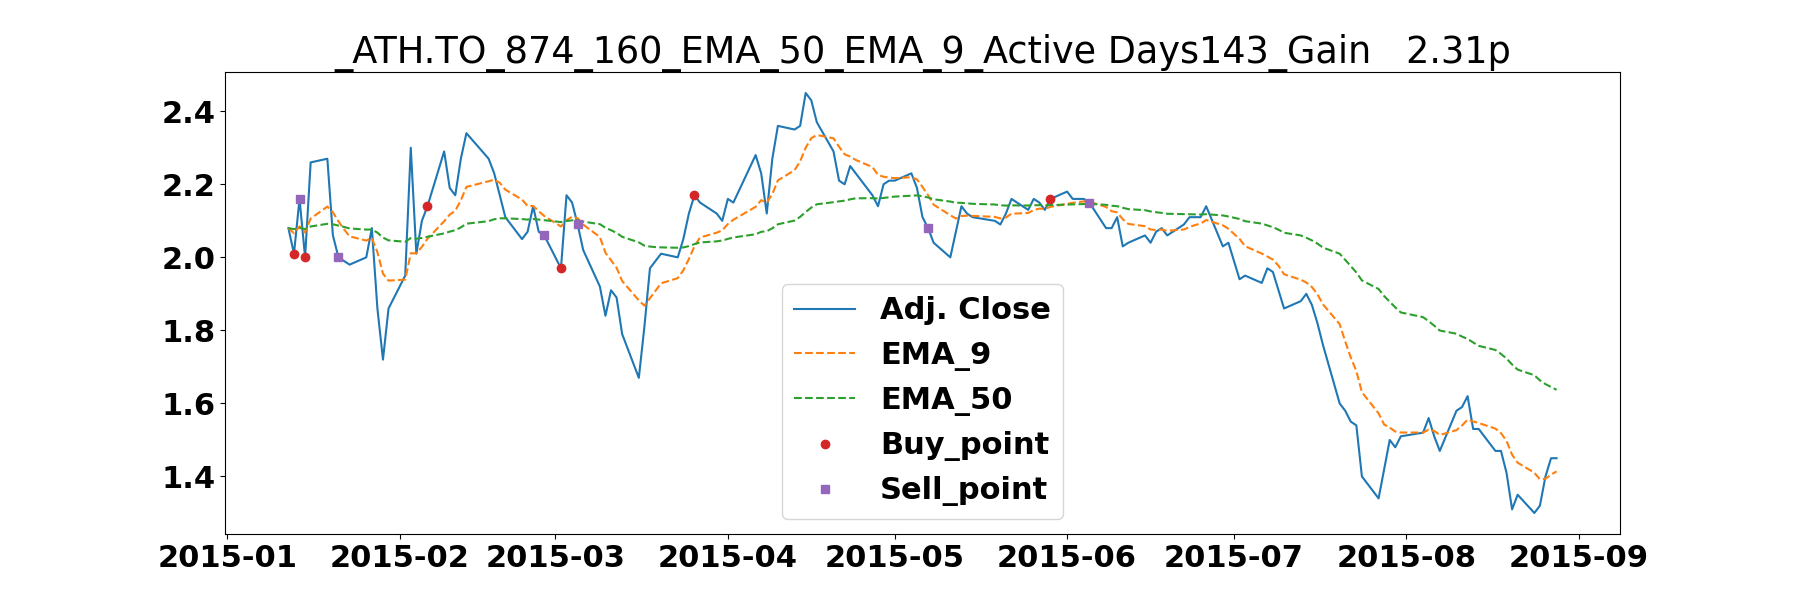 _ATH.TO_874_160_EMA_50_EMA_9_Active Days143_Gain   2.31p
2.4
2.2
2.0
1.8
1.6
1.4
Adj. Close
EMA_9
EMA_50
Buy_point
Sell_point
2015-01 2015-02 2015-03 2015-04 2015-05 2015-06 2015-07 2015-08 2015-09